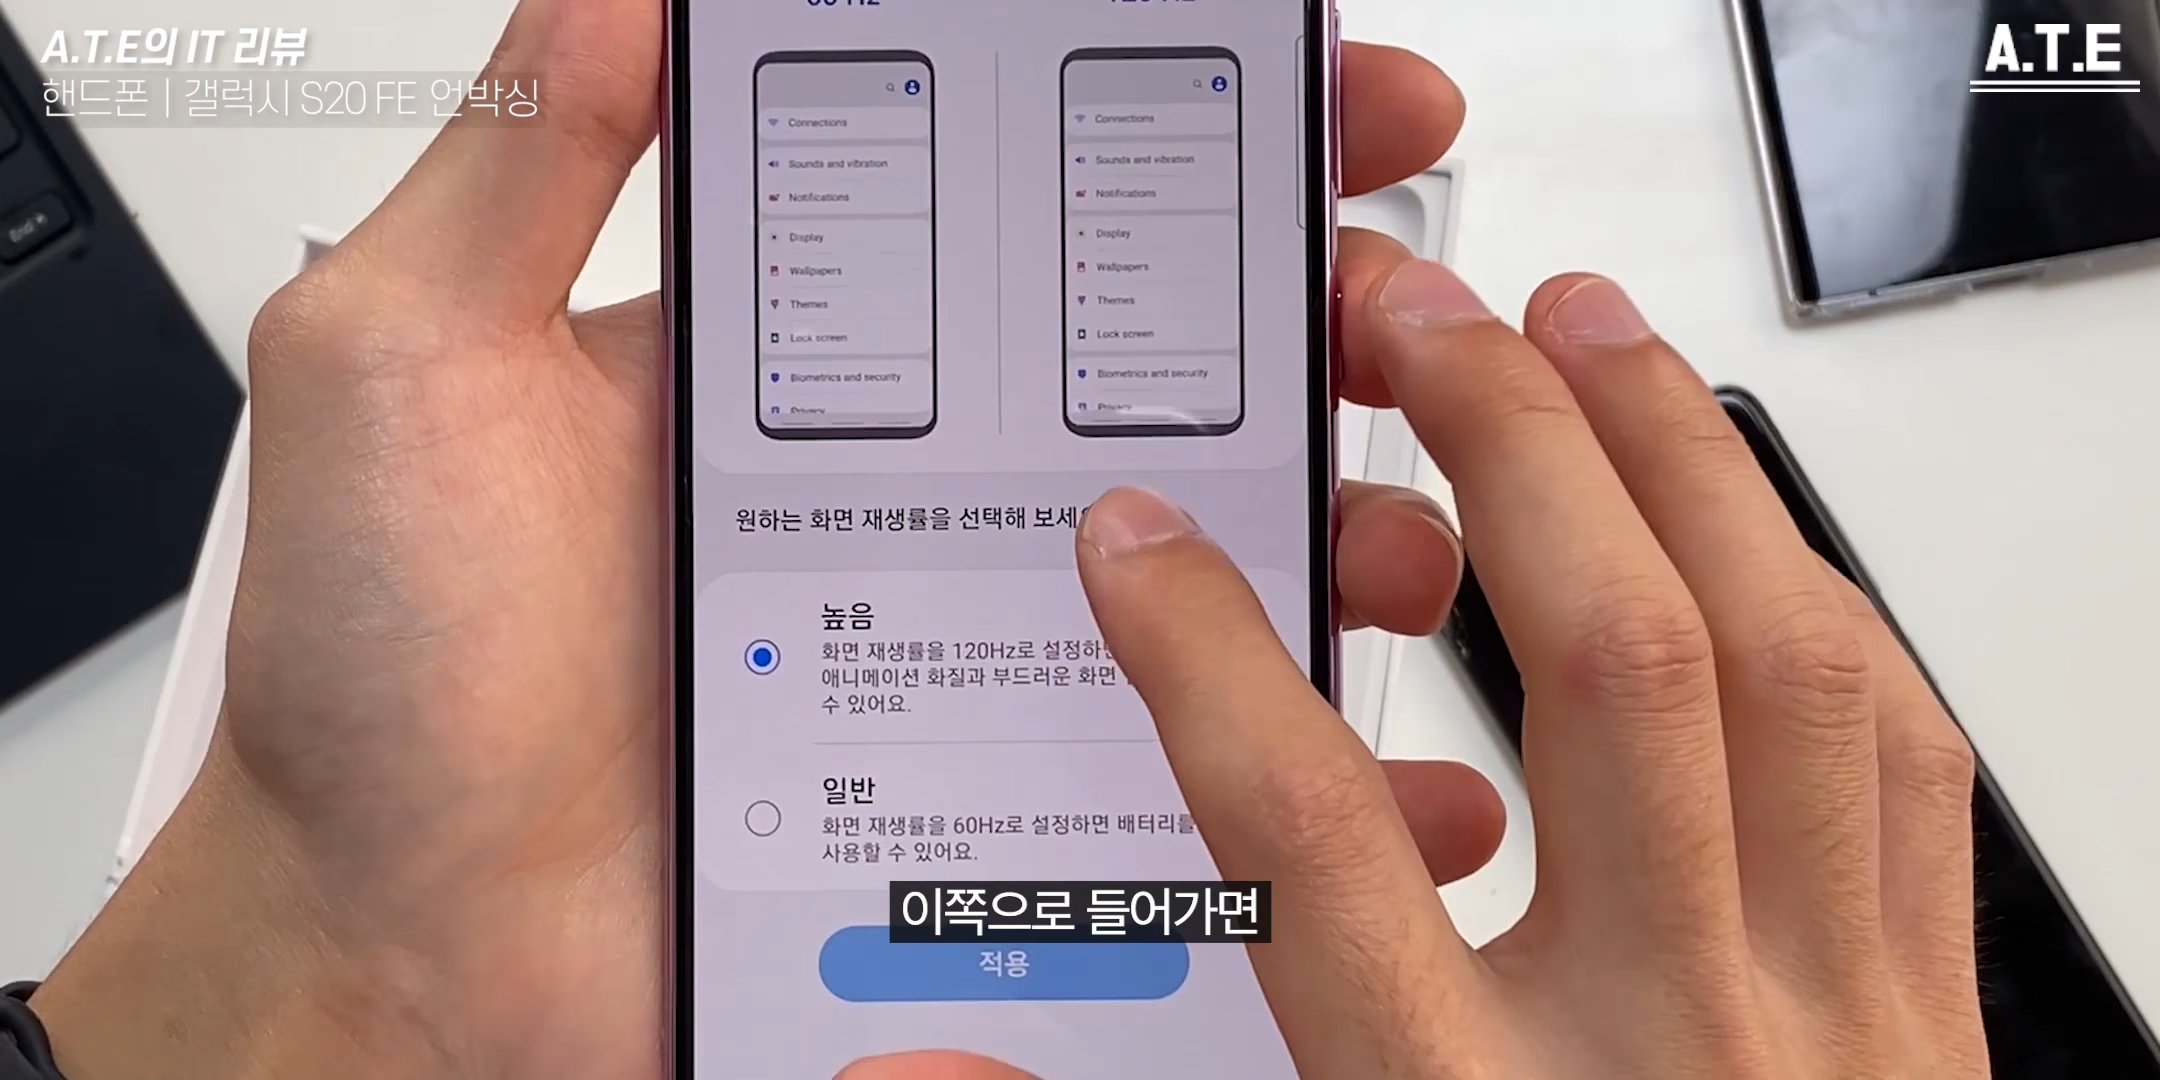 A.T.E의 IT 리뷰
핸드폰 | 갤럭시 S20 FE 언박싱
A.T.E
End
Connections
Sounds and vibration
Notifications
Display
Wallpapers
Themes
Lock screen
Biometrics and security
Privacy
Connections
Sounds and vibration
Notifications
Display
Wallpapers
Themes
Lock screen
Biometrics and security
Privacy
원하는 화면 재생률을 선택해
높음
화면 재생률을 120Hz로
애니메이션 화질과 부드러운 화면
수 있어요.
일반
화면 재생률을 60Hz로 설정하면 배터리를
사용할 수 있어요.
이쪽으로 들어가면
적용